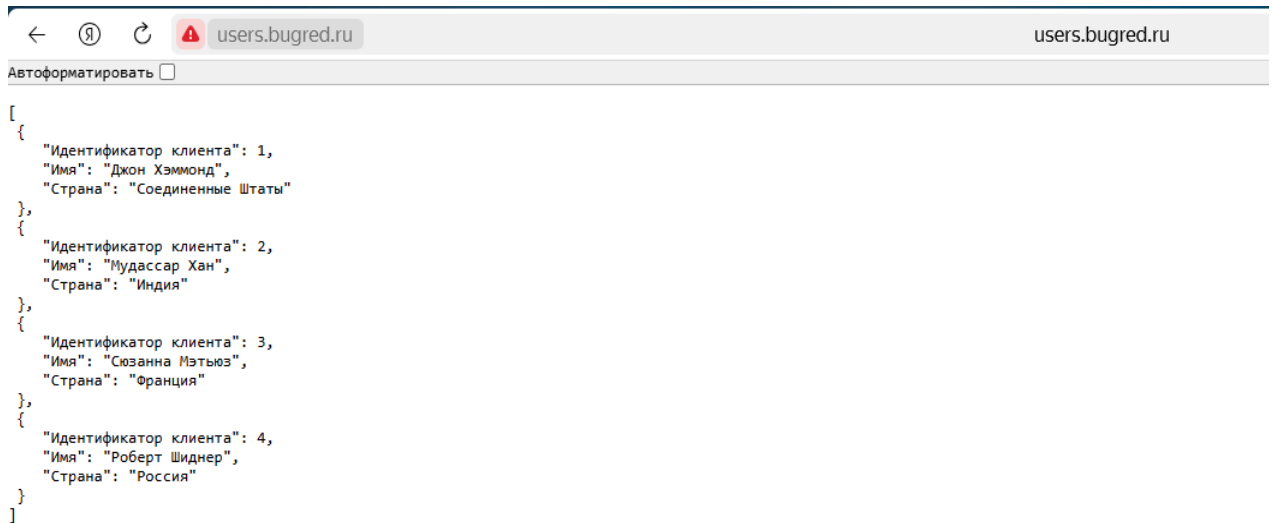 Я users.bugred.ru users.bugred.ru
Автоформатировать
[
{
"Идентификатор клиента": 1,
"Имя": "Джон Хэммонд",
"Страна": "Соединенные Штаты"
},
{
"Идентификатор клиента": 2,
"Имя": "Мудассар Хан",
"Страна": "Индия"
},
{
"Идентификатор клиента": 3,
"Имя": "Сюзанна Мэтьюз",
"Страна": "Франция"
},
{
"Идентификатор клиента": 4,
"Имя": "Роберт Шиднер",
"Страна": "Россия"
}
]